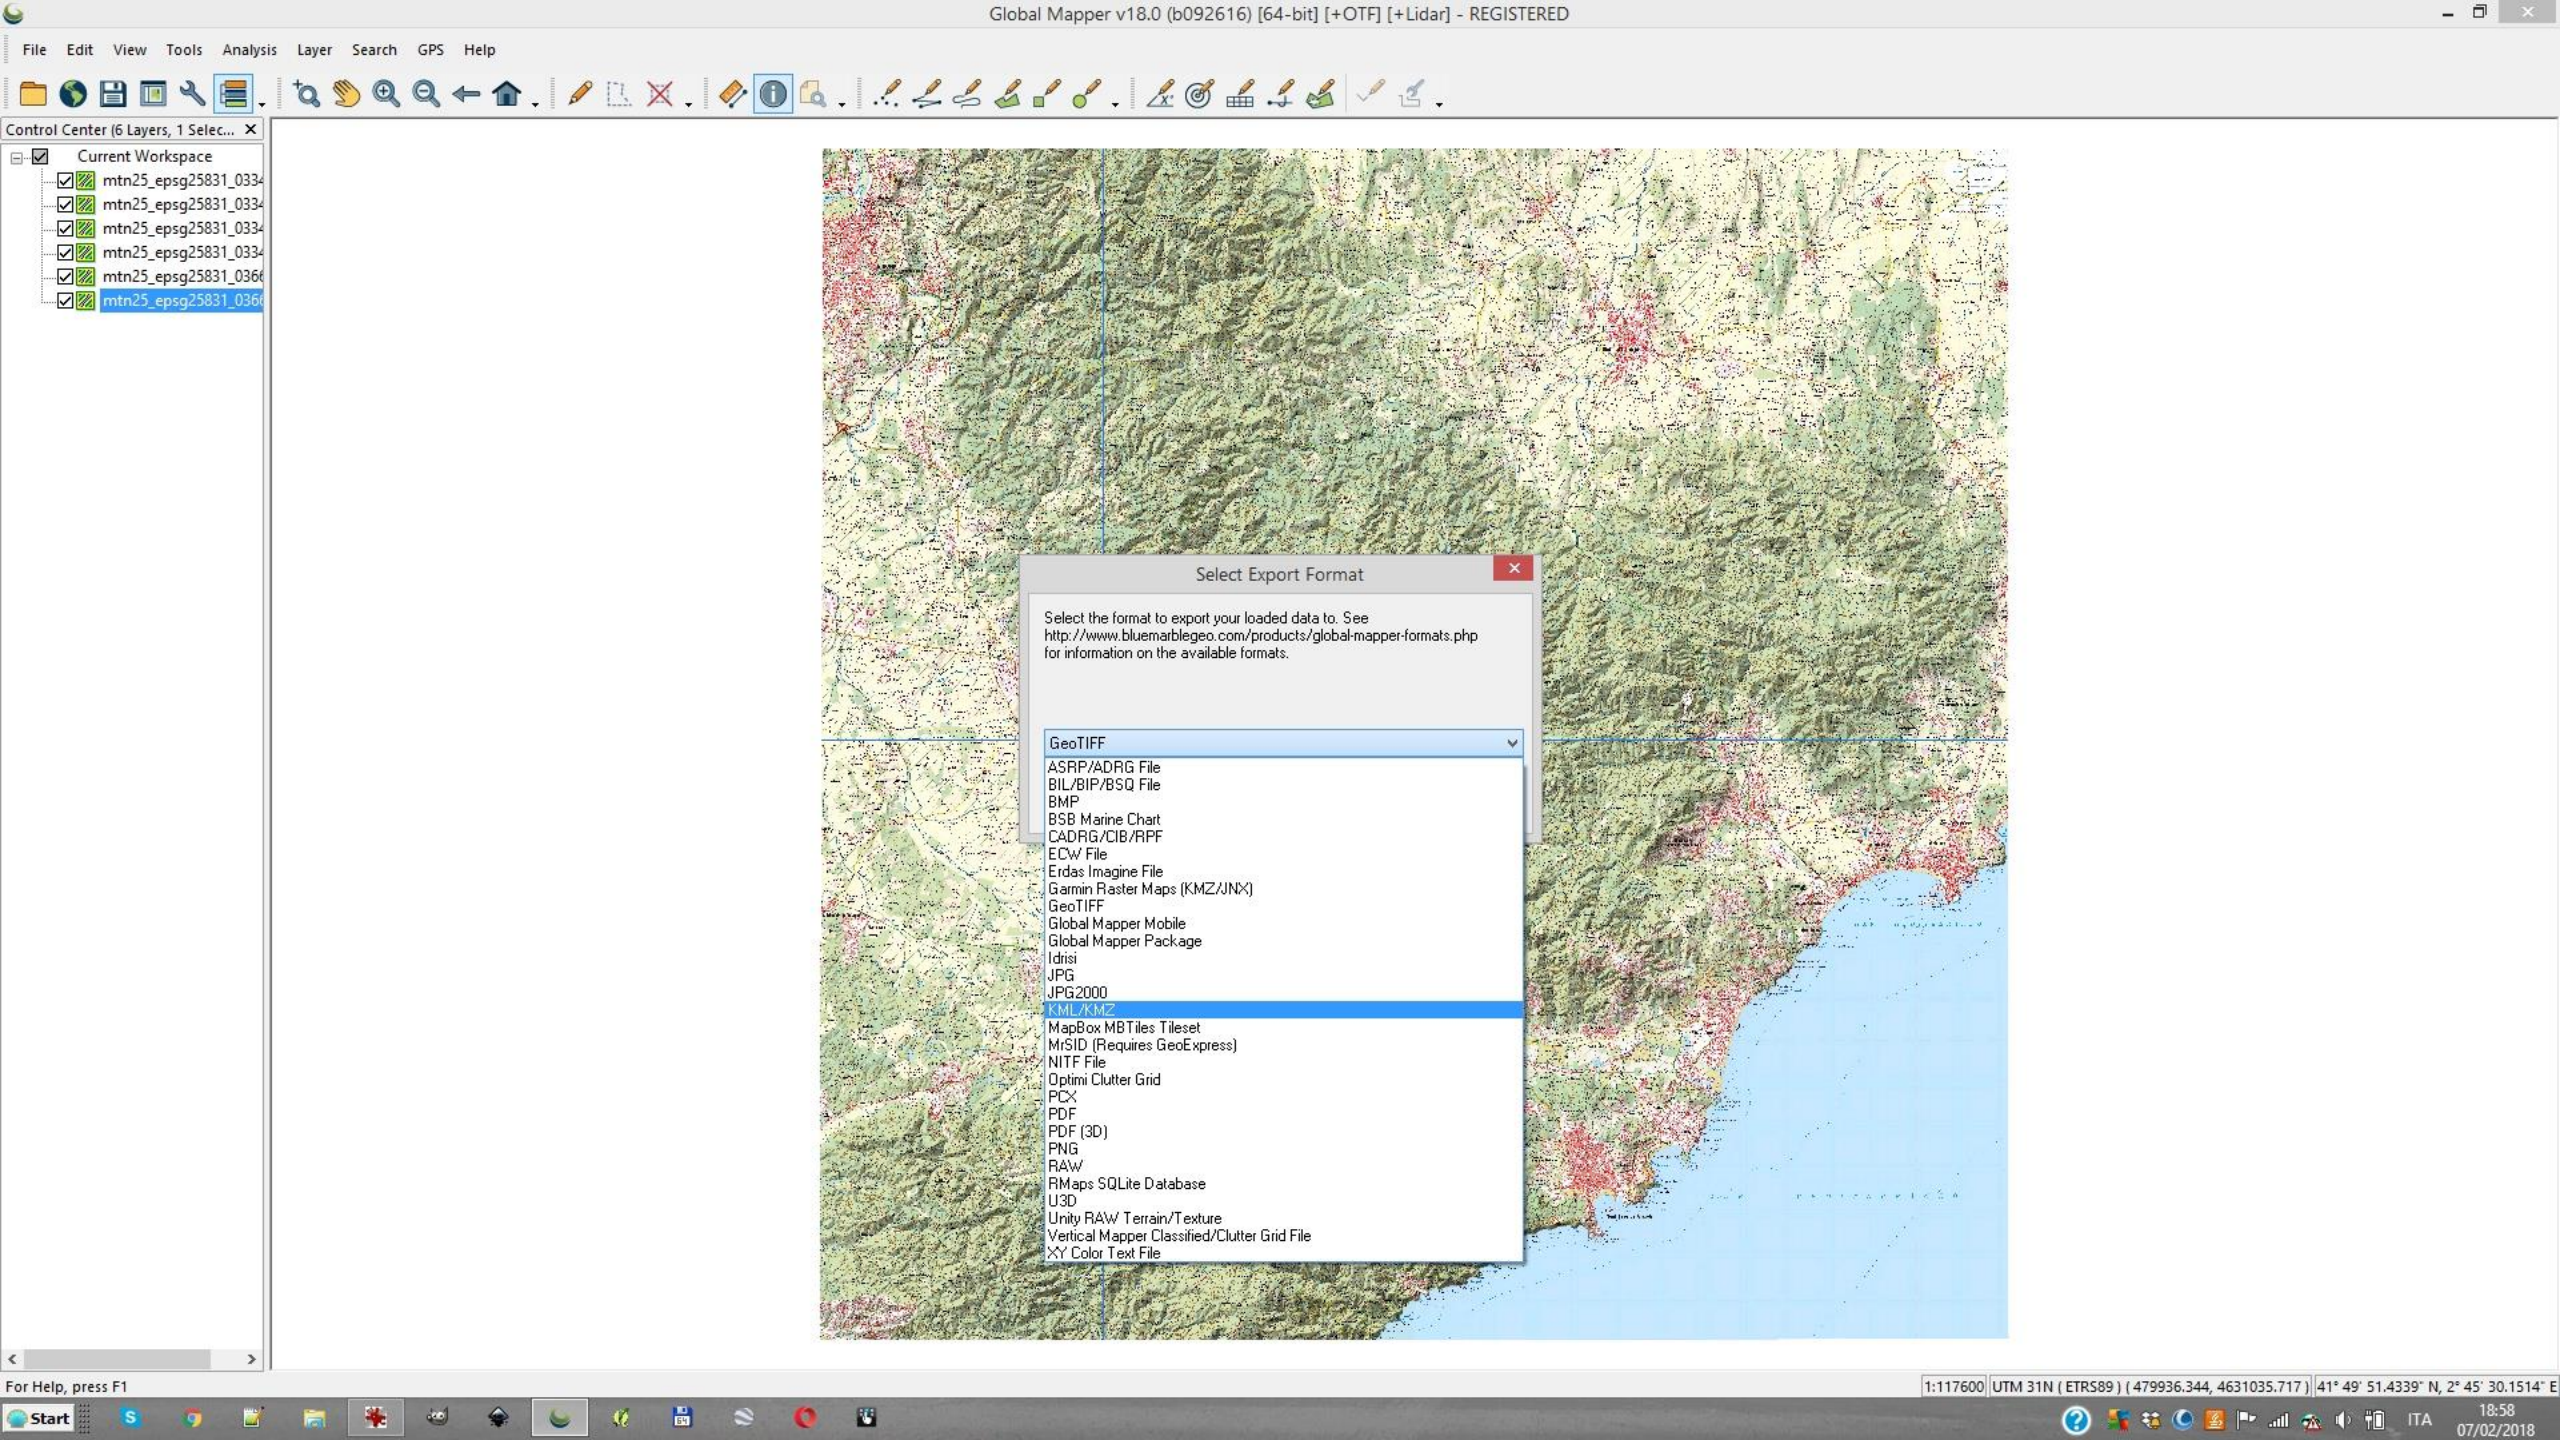 Global Mapper v18.0 (b092616) [64-bit] [+OTF] [+Lidar] - REGISTERED
File Edit View Tools Analysis Layer Search GPS Help
Control Center (6 Layers, 1 Selec...
Current Workspace
mtn25_epsg25831_0334
mtn25_epsg25831_0334
mtn25_epsg25831_0334
mtn25_epsg25831_0334
mtn25_epsg25831_0366
mtn25_epsg25831_0366
Select Export Format
Select the format to export your loaded data to. See
http://www.bluemarblegeo.com/products/global-mapper-formats.php
for information on the available formats.
GeoTIFF
ASRP/ADRG File
BIL/BIP/BSQ File
BMP
BSB Marine Chart
CADRG/CIB/RPF
ECW File
Erdas Imagine File
Garmin Raster Maps (KMZ/JNX)
GeoTIFF
Global Mapper Mobile
Global Mapper Package
Idrisi
JPG
JPG2000
KML/KMZ
MapBox MBTiles Tileset
MrSID (Requires GeoExpress)
NITF File
Optimi Clutter Grid
PCX
PDF
PDF (3D)
PNG
RAW
RMaps SQLite Database
U3D
Unity RAW Terrain/Texture
Vertical Mapper Classified/Clutter Grid File
XY Color Text File
For Help, press F1
1:117600 UTM 31N ( ETRS89 ) ( 479936.344, 4631035.717 ) 41° 49' 51.4339" N, 2° 45' 30.1514" E
Start
64
ITA
18:58
07/02/2018